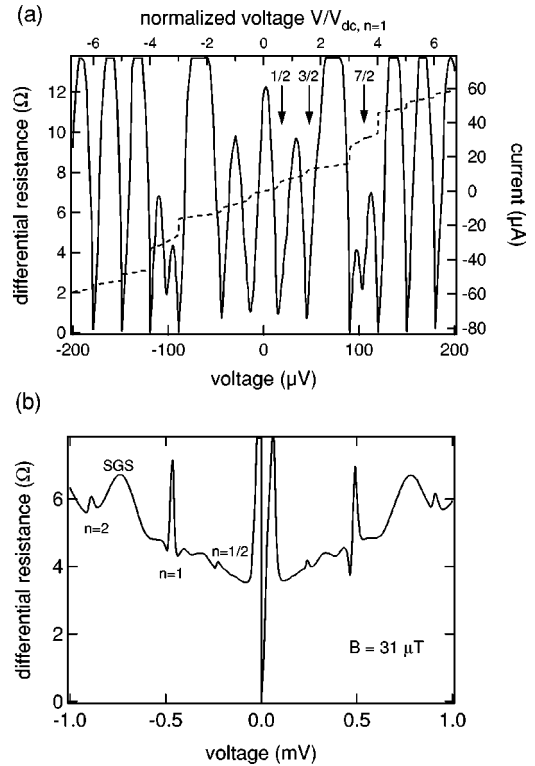 (a)
normalized voltage V/Vdc, n=1
-6 -4 -2 0 2 4 6
1/2 3/2 7/2
12
10
8
6
4
2
0
differential resistance (Ω)
60
40
20
0
-20
-40
-60
-80
current (μA)
-200 -100 0 100 200
voltage (μV)
(b)
SGS
n=2
n=1
n=1/2
B = 31 μT
6
4
2
0
differential resistance (Ω)
-1.0 -0.5 0.0 0.5 1.0
voltage (mV)